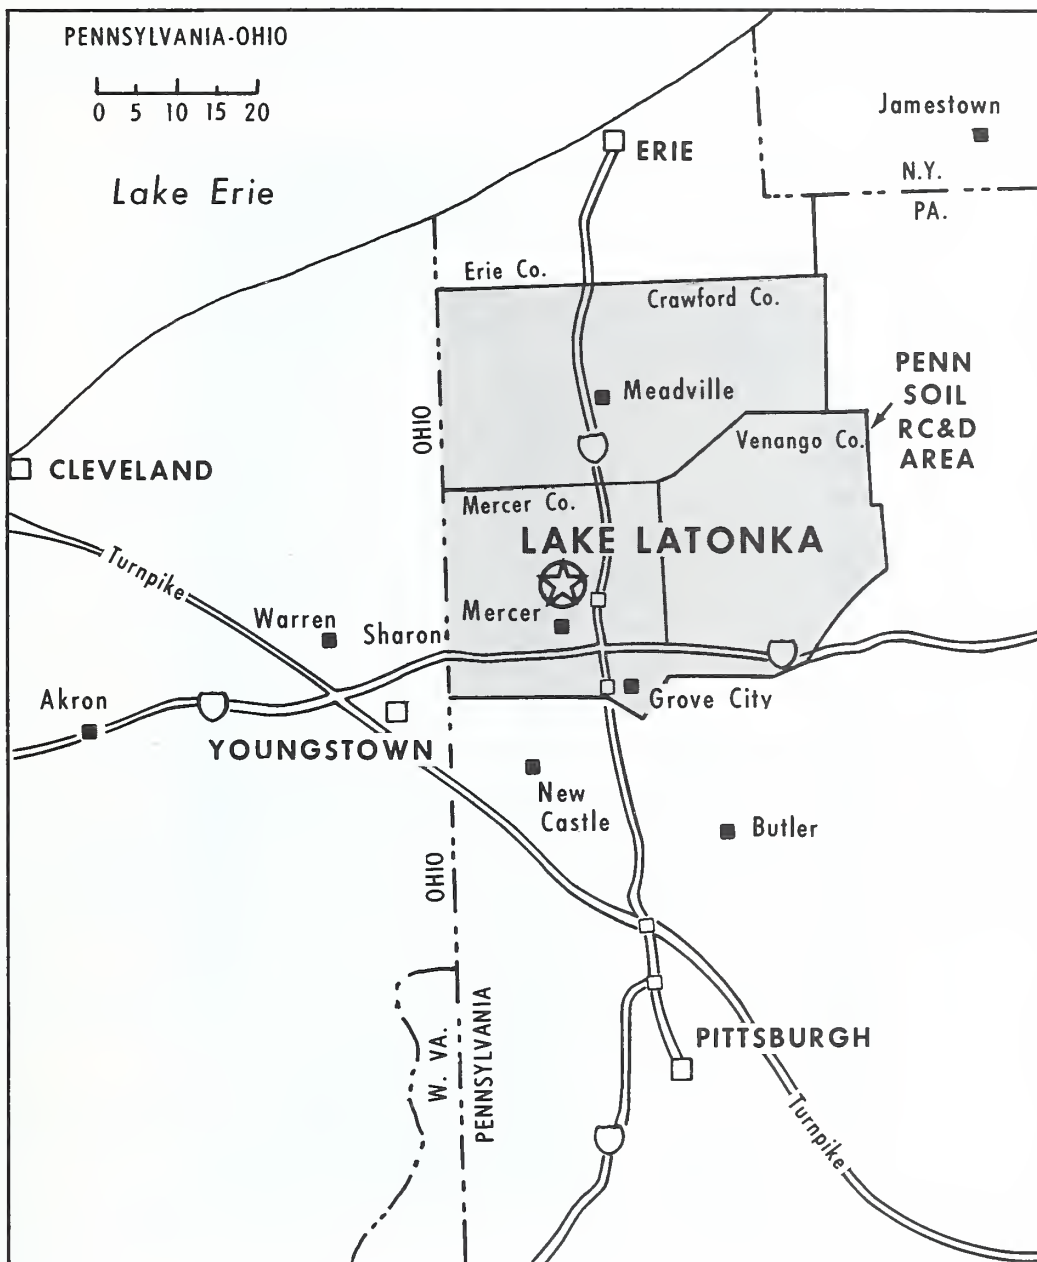 PENNSYLVANIA-OHIO
0 5 10 15 20
Lake Erie
Jamestown
ERIE
N.Y.
PA.
Erie Co.
Crawford Co.
PENN
SOIL
RC&D
AREA
Meadville
OHIO
Venango Co.
CLEVELAND
Mercer Co.
LAKE LATONKA
Turnpike
Mercer
Warren
Sharon
Akron
Grove City
YOUNGSTOWN
New
Castle
Butler
OHIO
W. VA.
PENNSYLVANIA
PITTSBURGH
Turnpike